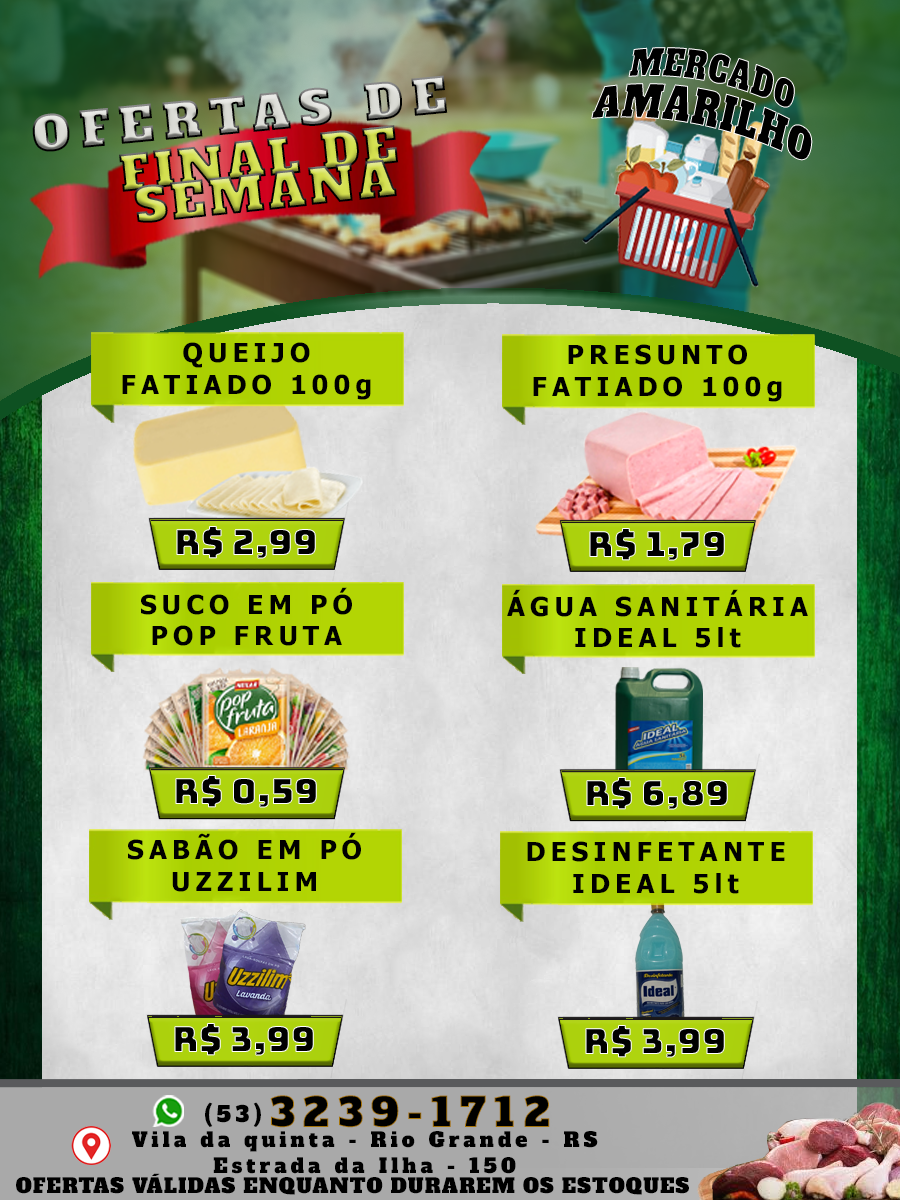 OFERTAS DE
FINAL DE
SEMANA
MERCADO
AMARILHO
QUEIJO
FATIADO 100g
PRESUNTO
FATIADO 100g
R$ 2,99
R$ 1,79
SUCO EM PÓ
POP FRUTA
ÁGUA SANITÁRIA
IDEAL 5lt
pop
fruta
LARANJA
IDEAL
ÁGUA SANITÁRIA
R$ 0,59
R$ 6,89
SABÃO EM PÓ
UZZILIM
DESINFETANTE
IDEAL 5lt
Uzzilim
Lavanda
Desinfetante
Ideal
R$ 3,99
R$ 3,99
(53) 3239-1712
Vila da quinta - Rio Grande - RS
Estrada da Ilha - 150
OFERTAS VÁLIDAS ENQUANTO DURAREM OS ESTOQUES